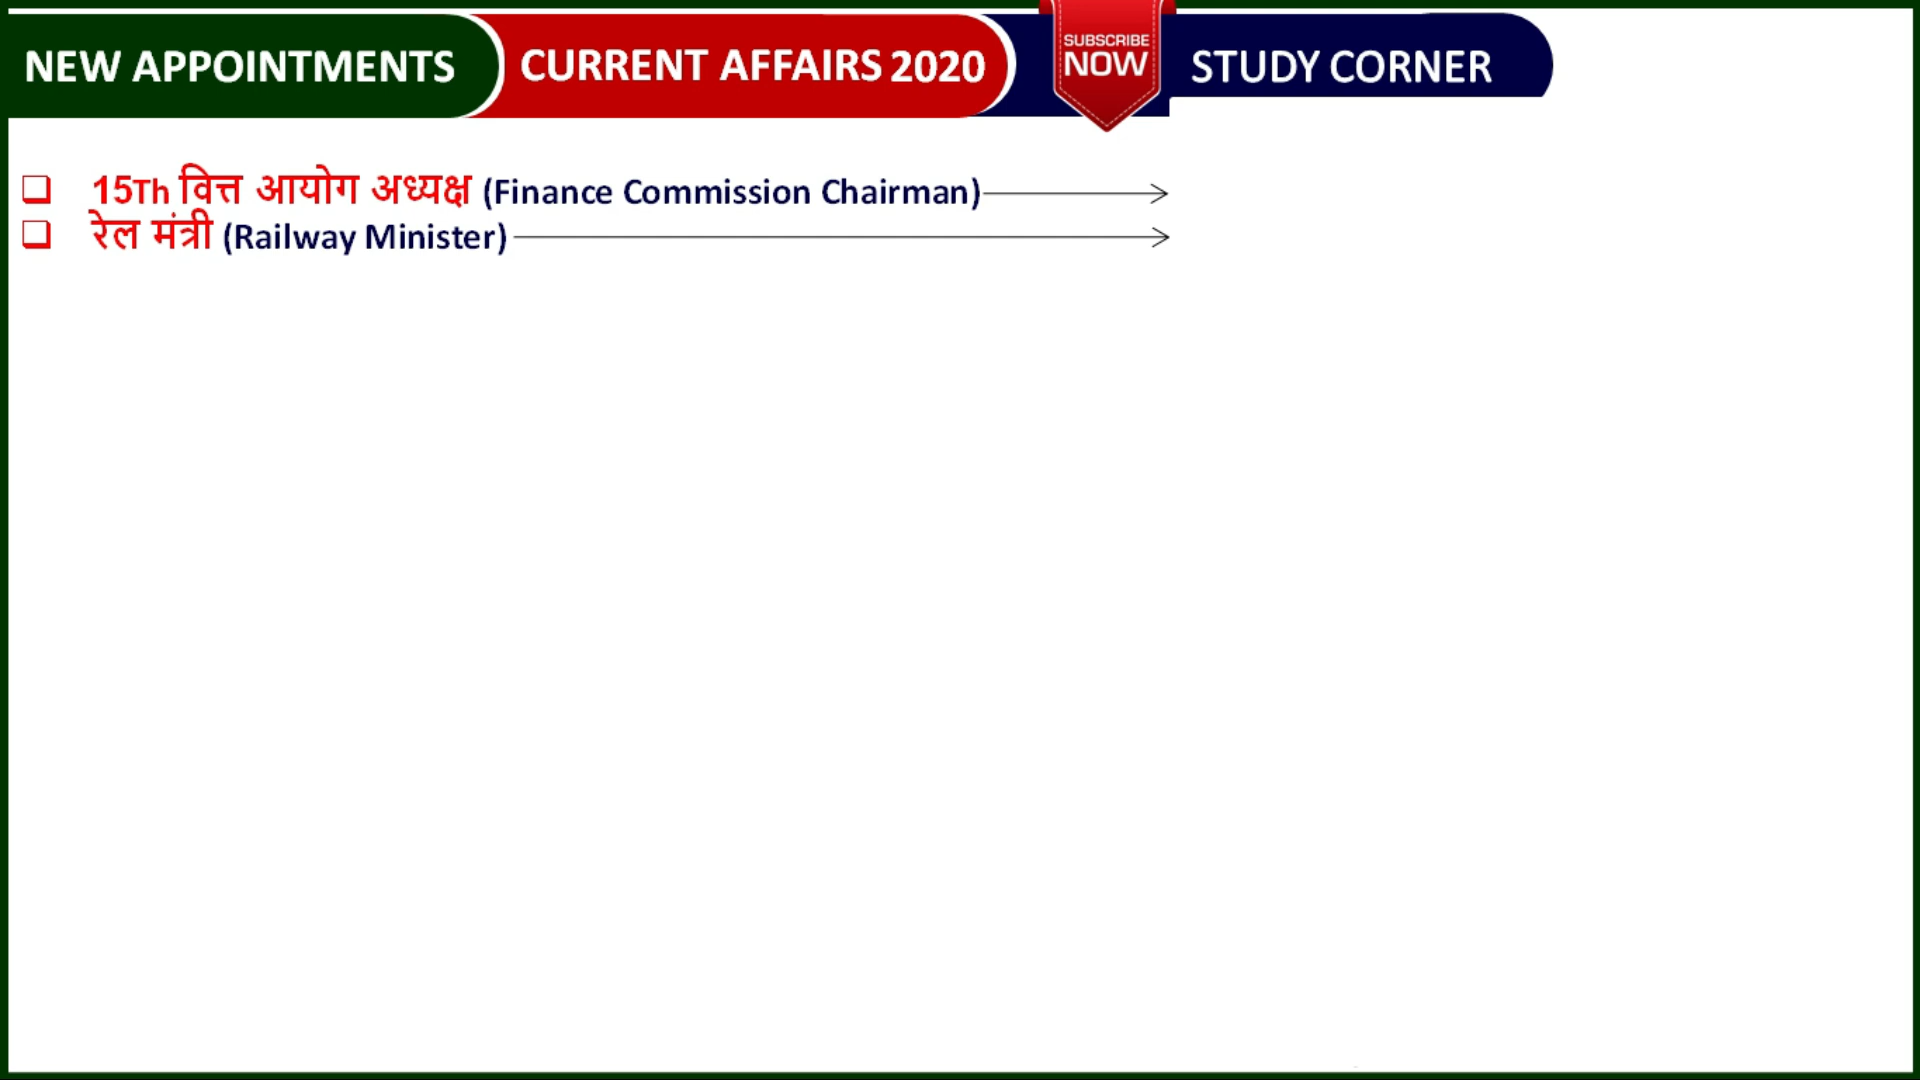 NEW APPOINTMENTS
CURRENT AFFAIRS 2020
SUBSCRIBE
NOW
STUDY CORNER
15Th वित्त आयोग अध्यक्ष (Finance Commission Chairman)
रेल मंत्री (Railway Minister)